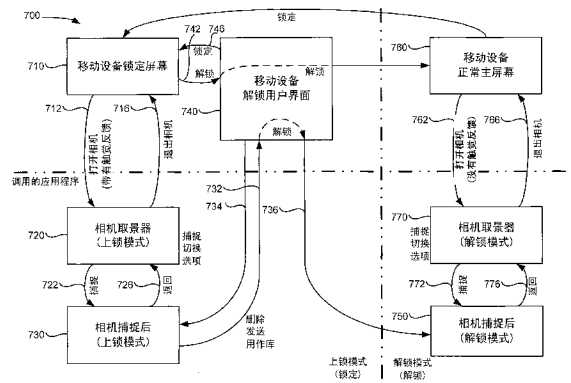 700
锁定
742
746
710
移动设备锁定屏幕
锁定
解锁
移动设备
解锁用户界面
740
解锁
解锁
780
移动设备
正常主屏幕
712
716
打开相机
(带有触觉反馈)
退出相机
762
766
打开相机
(没有触觉反馈)
退出相机
调用的应用程序
732
734
736
720
相机取景器
(上锁模式)
捕捉
切换
选项
770
捕捉
切换
选项
相机取景器
(解锁模式)
722
捕捉
726
返回
772
捕捉
776
返回
730
相机捕捉后
(上锁模式)
删除
发送
用作库
750
相机捕捉后
(解锁模式)
上锁模式
(锁定)
解锁模式
(解锁)